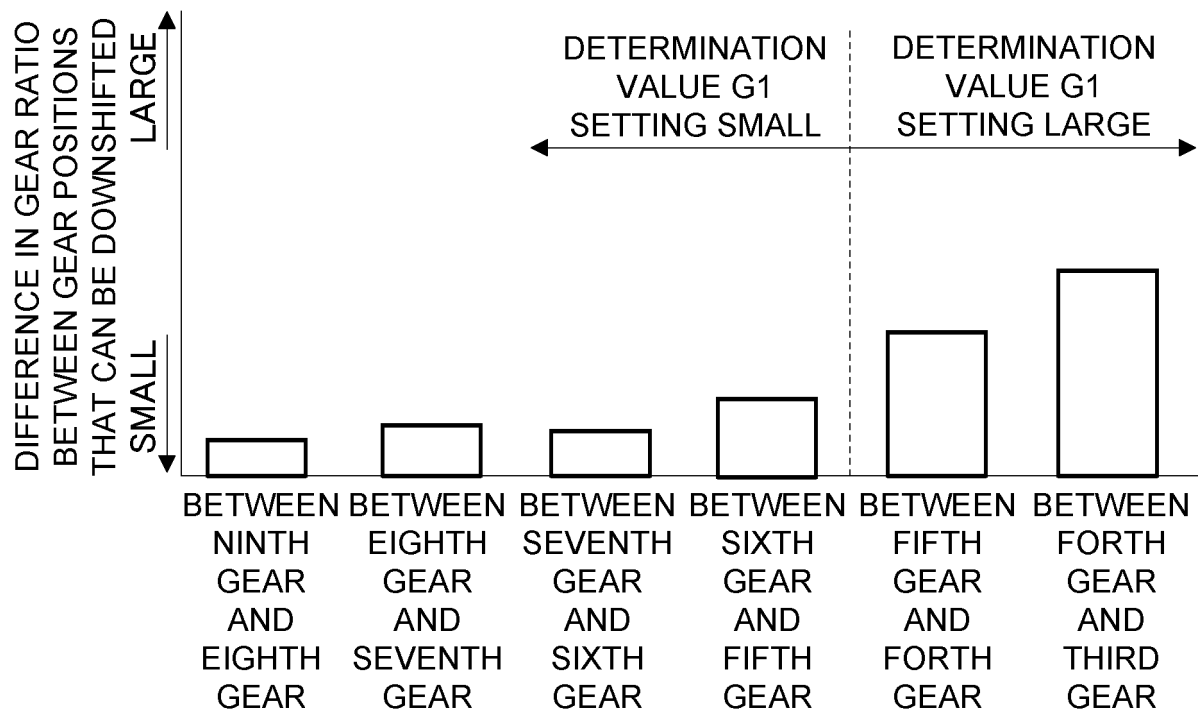 DIFFERENCE IN GEAR RATIO
BETWEEN GEAR POSITIONS
THAT CAN BE DOWNSHIFTED
SMALL
LARGE
DETERMINATION
VALUE G1
SETTING SMALL
DETERMINATION
VALUE G1
SETTING LARGE
BETWEEN
NINTH
GEAR
AND
EIGHTH
GEAR
BETWEEN
EIGHTH
GEAR
AND
SEVENTH
GEAR
BETWEEN
SEVENTH
GEAR
AND
SIXTH
GEAR
BETWEEN
SIXTH
GEAR
AND
FIFTH
GEAR
BETWEEN
FIFTH
GEAR
AND
FORTH
GEAR
BETWEEN
FORTH
GEAR
AND
THIRD
GEAR